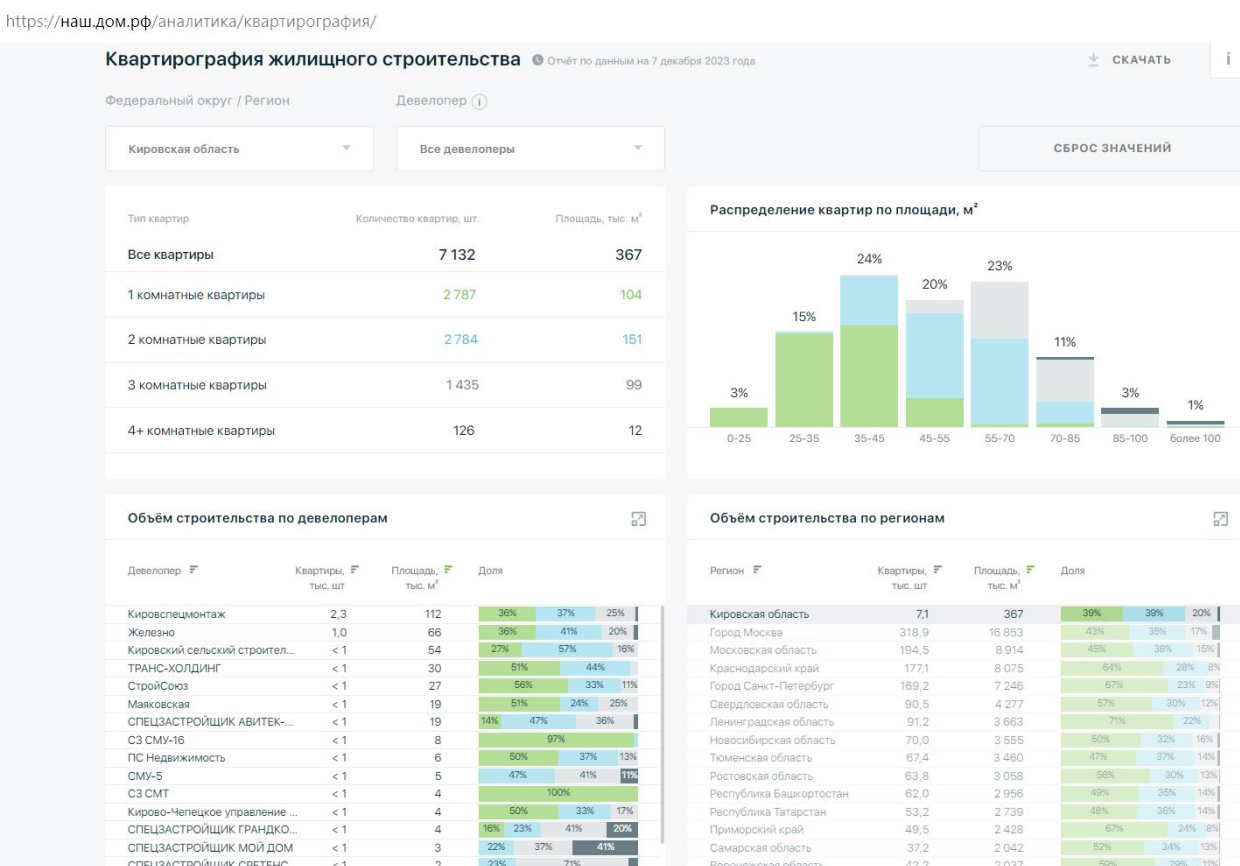 https://наш.дом.рф/аналитика/квартирография/
Квартирография жилищного строительства Отчёт по данным на 7 декабря 2023 года
СКАЧАТЬ i
Федеральный округ / Регион Девелопер i
Кировская область Все девелоперы СБРОС ЗНАЧЕНИЙ
Тип квартир Количество квартир, шт. Площадь, тыс. м²
Все квартиры 7 132 367
1 комнатные квартиры 2 787 104
2 комнатные квартиры 2 784 151
3 комнатные квартиры 1 435 99
4+ комнатные квартиры 126 12
Распределение квартир по площади, м²
3% 15% 24% 20% 23% 11% 3% 1%
0-25 25-35 35-45 45-55 55-70 70-85 85-100 более 100
Объём строительства по девелоперам
Девелопер Квартиры, тыс. шт Площадь, тыс. м² Доля
Кировспецмонтаж 2,3 112 36% 37% 25%
Железно 1,0 66 36% 41% 20%
Кировский сельский строител... < 1 54 27% 57% 16%
ТРАНС-ХОЛДИНГ < 1 30 51% 44%
СтройСоюз < 1 27 56% 33% 11%
Маяковская < 1 19 51% 24% 25%
СПЕЦЗАСТРОЙЩИК АВИТЕК-... < 1 19 14% 47% 36%
СЗ СМУ-16 < 1 8 97%
ПС Недвижимость < 1 6 50% 37% 13%
СМУ-5 < 1 5 47% 41% 11%
СЗ СМТ < 1 4 100%
Кирово-Чепецкое управление ... < 1 4 50% 33% 17%
СПЕЦЗАСТРОЙЩИК ГРАНДКО... < 1 4 16% 23% 41% 20%
СПЕЦЗАСТРОЙЩИК МОЙ ДОМ < 1 3 22% 37% 41%
СПЕЦЗАСТРОЙЩИК СРЕТЕНС... < 1 2 23% 71%
Объём строительства по регионам
Регион Квартиры, тыс. шт Площадь, тыс. м² Доля
Кировская область 7,1 367 39% 39% 20%
Город Москва 318,9 16 853 43% 35% 17%
Московская область 194,5 8 914 45% 38% 15%
Краснодарский край 177,1 8 075 64% 28% 8%
Город Санкт-Петербург 169,2 7 246 67% 23% 9%
Свердловская область 90,5 4 277 57% 30% 12%
Ленинградская область 91,2 3 663 71% 22%
Новосибирская область 70,0 3 555 50% 32% 16%
Тюменская область 67,4 3 460 47% 37% 14%
Ростовская область 63,8 3 058 56% 30% 13%
Республика Башкортостан 62,0 2 956 49% 35% 14%
Республика Татарстан 53,2 2 739 48% 36% 14%
Приморский край 49,5 2 428 67% 24% 8%
Самарская область 37,2 2 042 52% 34% 13%
Воронежская область 42,2 2 037 59% 29% 11%